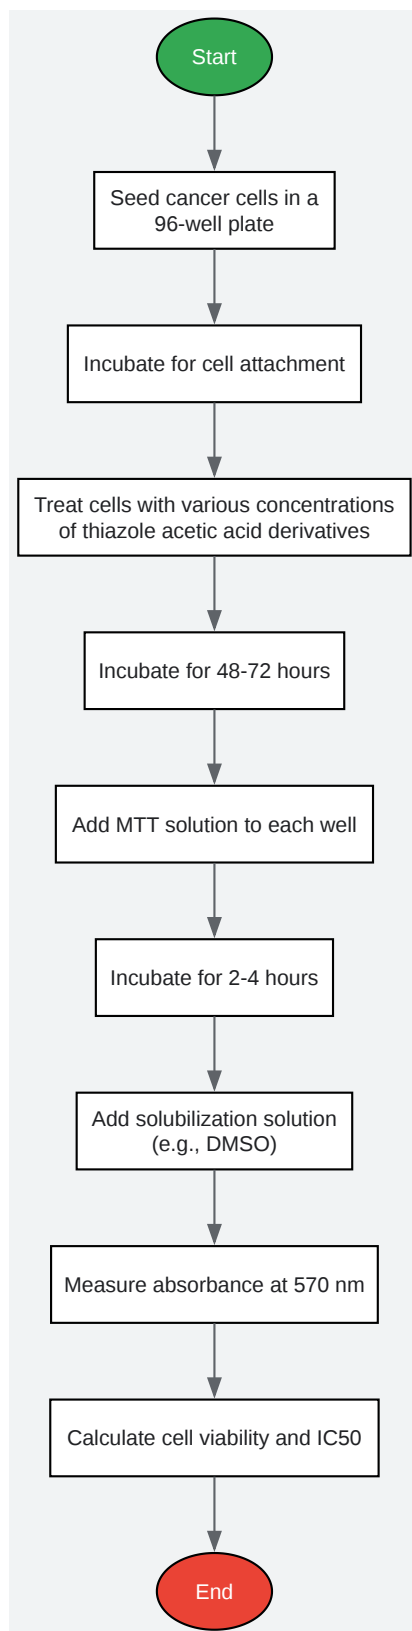 Start
Seed cancer cells in a
96-well plate
Incubate for cell attachment
Treat cells with various concentrations
of thiazole acetic acid derivatives
Incubate for 48-72 hours
Add MTT solution to each well
Incubate for 2-4 hours
Add solubilization solution
(e.g., DMSO)
Measure absorbance at 570 nm
Calculate cell viability and IC50
End